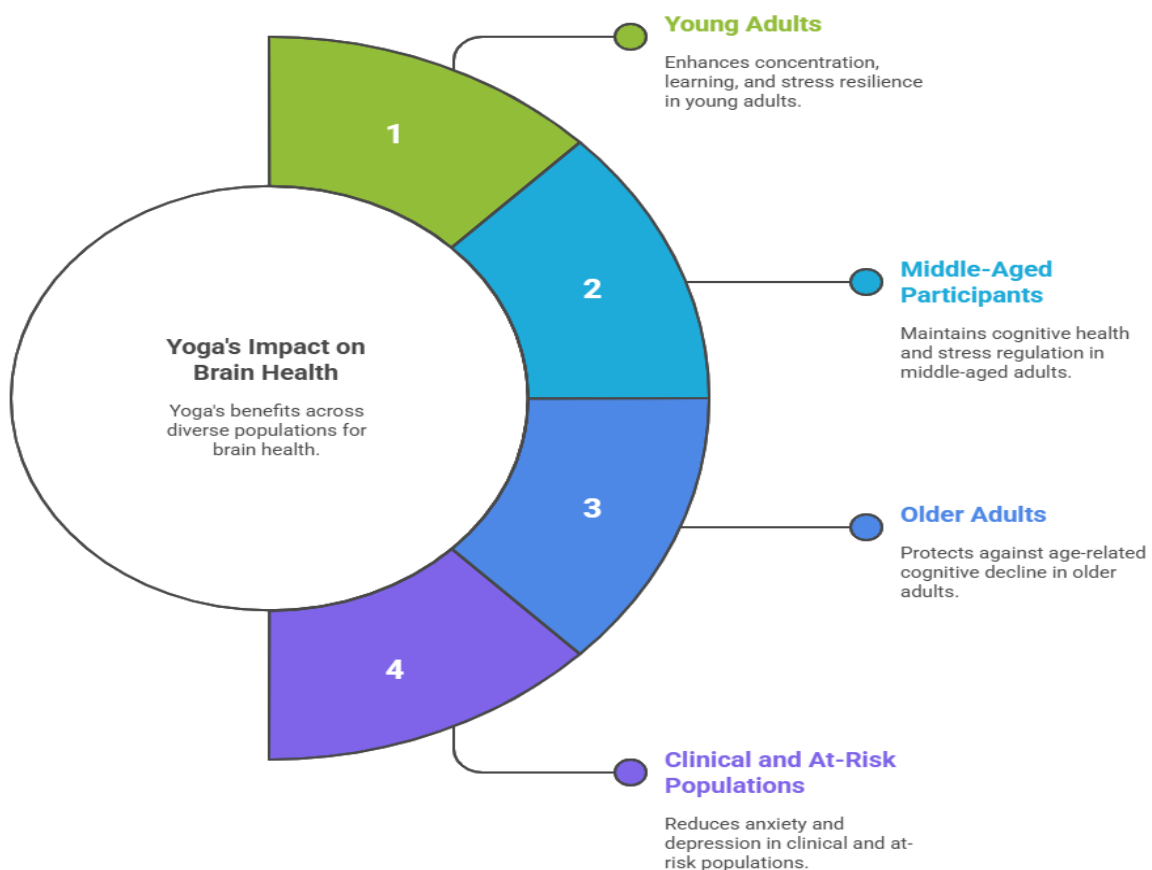 Young Adults
Enhances concentration,
learning, and stress resilience
in young adults.
1
2
Middle-Aged
Participants
Maintains cognitive health
and stress regulation in
middle-aged adults.
Yoga's Impact on
Brain Health
Yoga's benefits across
diverse populations for
brain health.
3
Older Adults
Protects against age-related
cognitive decline in older
adults.
4
Clinical and At-Risk
Populations
Reduces anxiety and
depression in clinical and at-
risk populations.